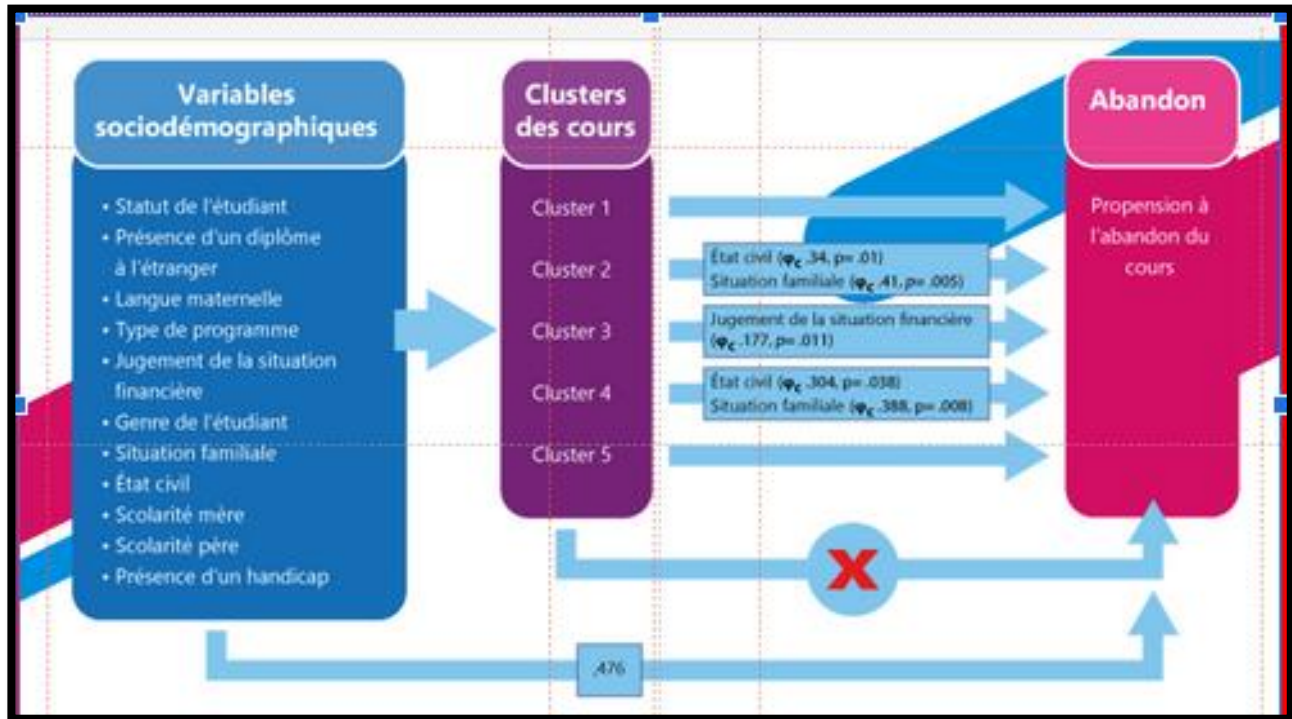 Variables
sociodémographiques
• Statut de l'étudiant
• Présence d'un diplôme
à l'étranger
• Langue maternelle
• Type de programme
• Jugement de la situation
financière
• Genre de l'étudiant
• Situation familiale
• État civil
• Scolarité mère
• Scolarité père
• Présence d'un handicap
Clusters
des cours
Cluster 1
Cluster 2
Cluster 3
Cluster 4
Cluster 5
État civil (φc .34, p= .01)
Situation familiale (φc .41, p= .005)
Jugement de la situation financière
(φc .177, p= .011)
État civil (φc .304, p= .038)
Situation familiale (φc .388, p= .008)
Abandon
Propension à
l'abandon du
cours
X
,476